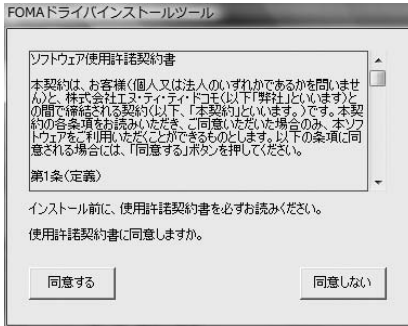 FOMAドライバインストールツール
ソフトウェア使用許諾契約書
本契約は、お客様(個人又は法人のいずれかであるかを問いませ
ん)と、株式会社エヌ・ティ・ティ・ドコモ(以下「弊社」といいます)と
の間で締結される契約(以下、「本契約」といいます。)です。本契
約の各条項をお読みいただき、ご同意いただいた場合のみ、本ソフ
トウェアをご利用いただくことができるものとします。以下の条項に同
意される場合には、「同意する」ボタンを押してください。
第1条(定義)
インストール前に、使用許諾契約書を必ずお読みください。
使用許諾契約書に同意しますか。
同意する
同意しない